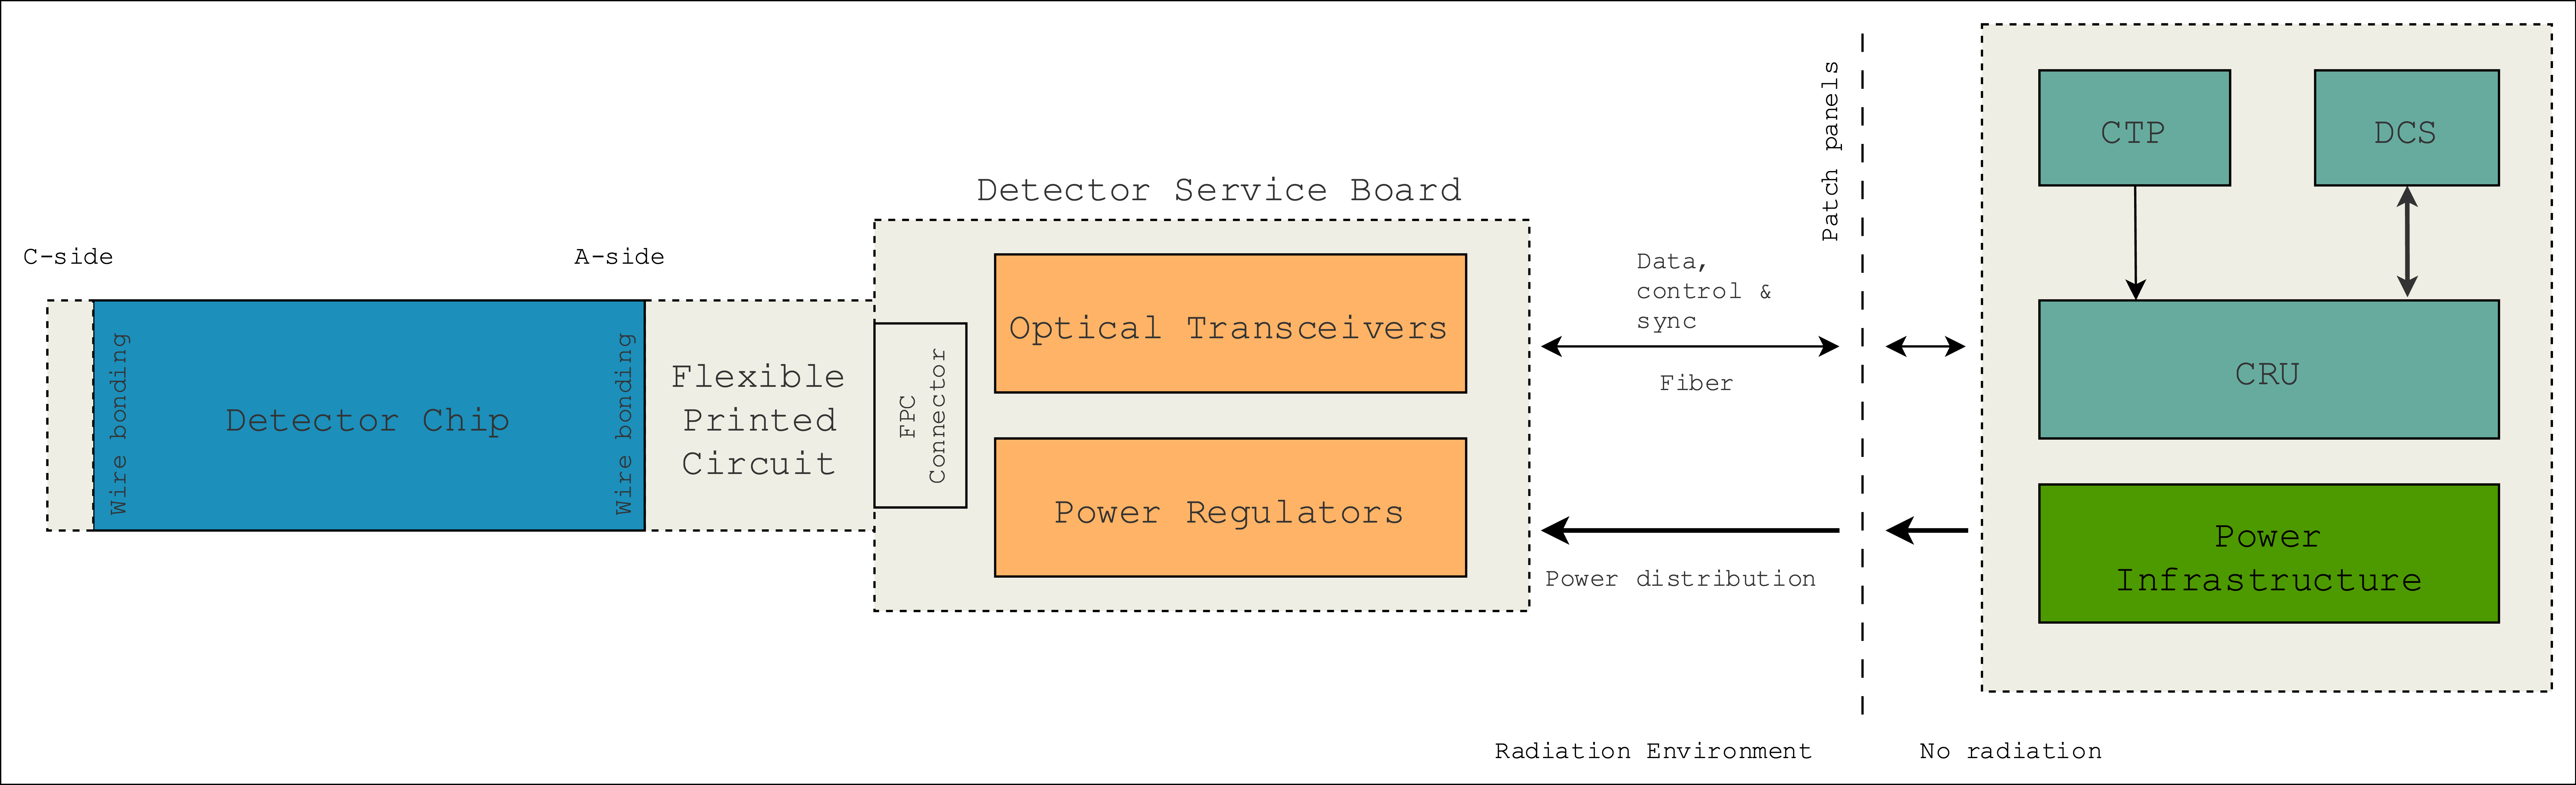 C-side
A-side
Wire bonding
Detector Chip
Wire bonding
Flexible
Printed
Circuit
Detector Service Board
FPC
Connector
Optical Transceivers
Power Regulators
Data,
control &
sync
Fiber
Power distribution
Patch panels
Radiation Environment
No radiation
CTP
DCS
CRU
Power
Infrastructure